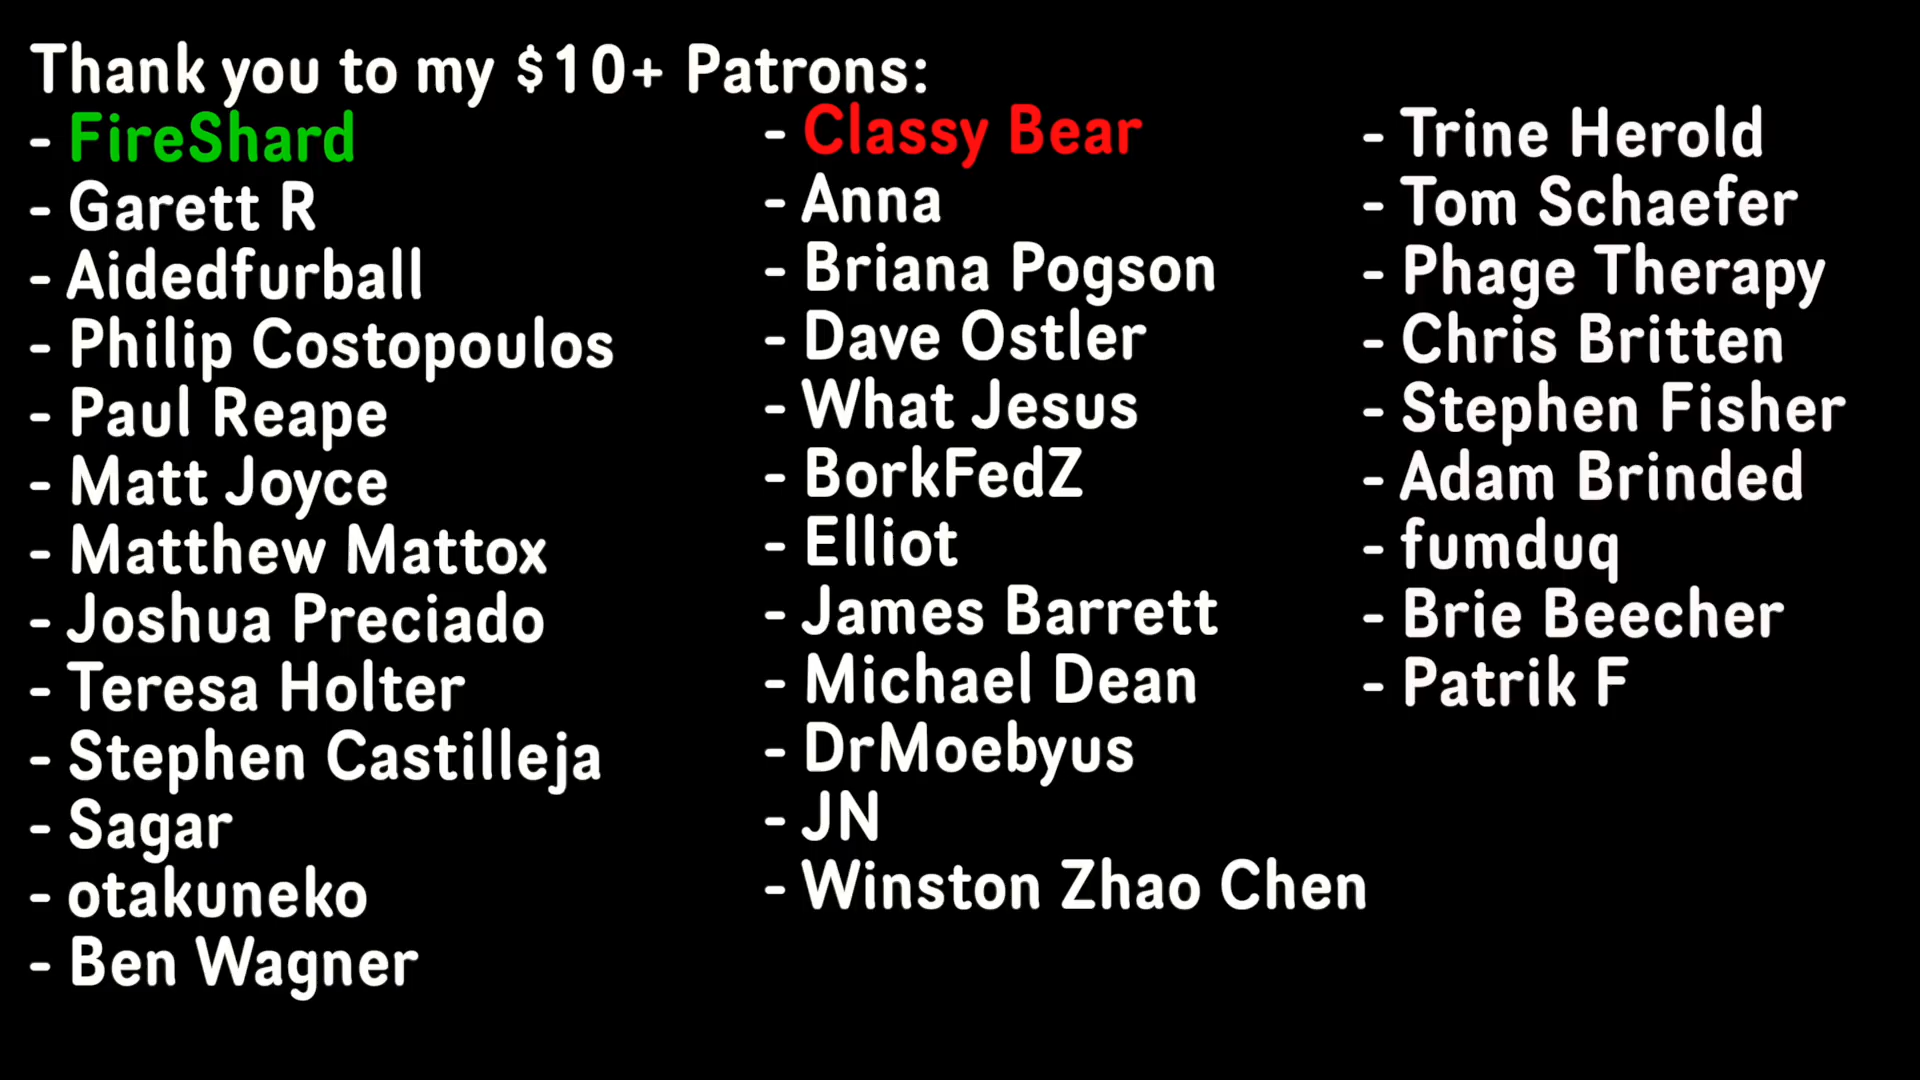 Thank you to my $10+ Patrons:
- FireShard
- Garett R
- Aidedfurball
- Philip Costopoulos
- Paul Reape
- Matt Joyce
- Matthew Mattox
- Joshua Preciado
- Teresa Holter
- Stephen Castilleja
- Sagar
- otakuneko
- Ben Wagner
- Classy Bear
- Anna
- Briana Pogson
- Dave Ostler
- What Jesus
- BorkFedZ
- Elliot
- James Barrett
- Michael Dean
- DrMoebyus
- JN
- Winston Zhao Chen
- Trine Herold
- Tom Schaefer
- Phage Therapy
- Chris Britten
- Stephen Fisher
- Adam Brinded
- fumduq
- Brie Beecher
- Patrik F